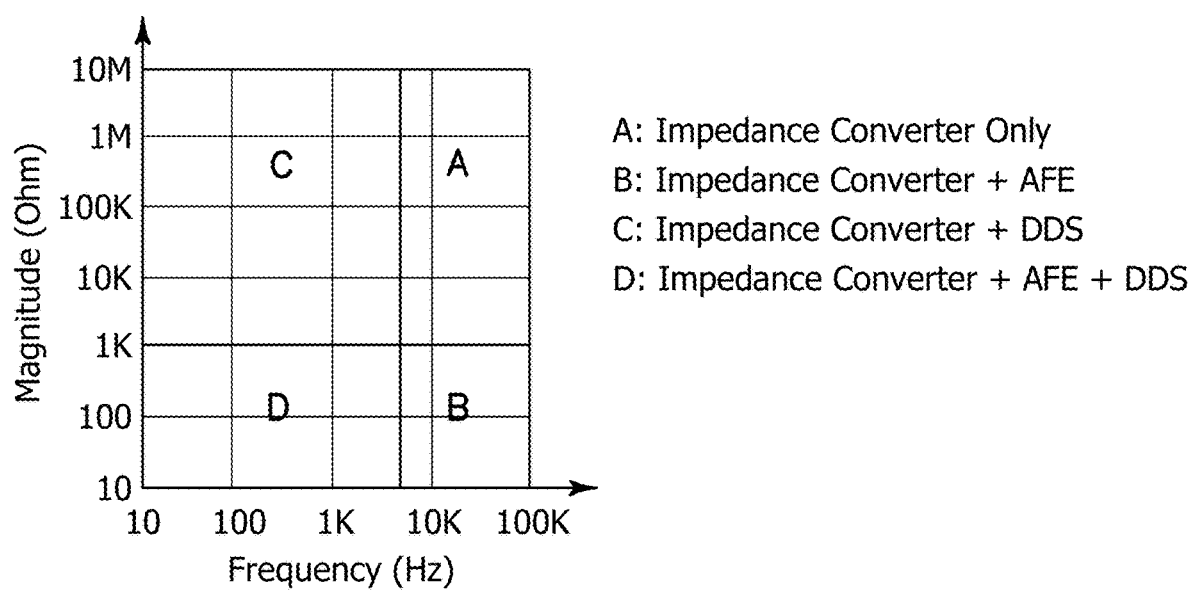 10M
1M
100K
10K
1K
100
10
Magnitude (Ohm)
C
A
D
B
10 100 1K 10K 100K
Frequency (Hz)
A: Impedance Converter Only
B: Impedance Converter + AFE
C: Impedance Converter + DDS
D: Impedance Converter + AFE + DDS